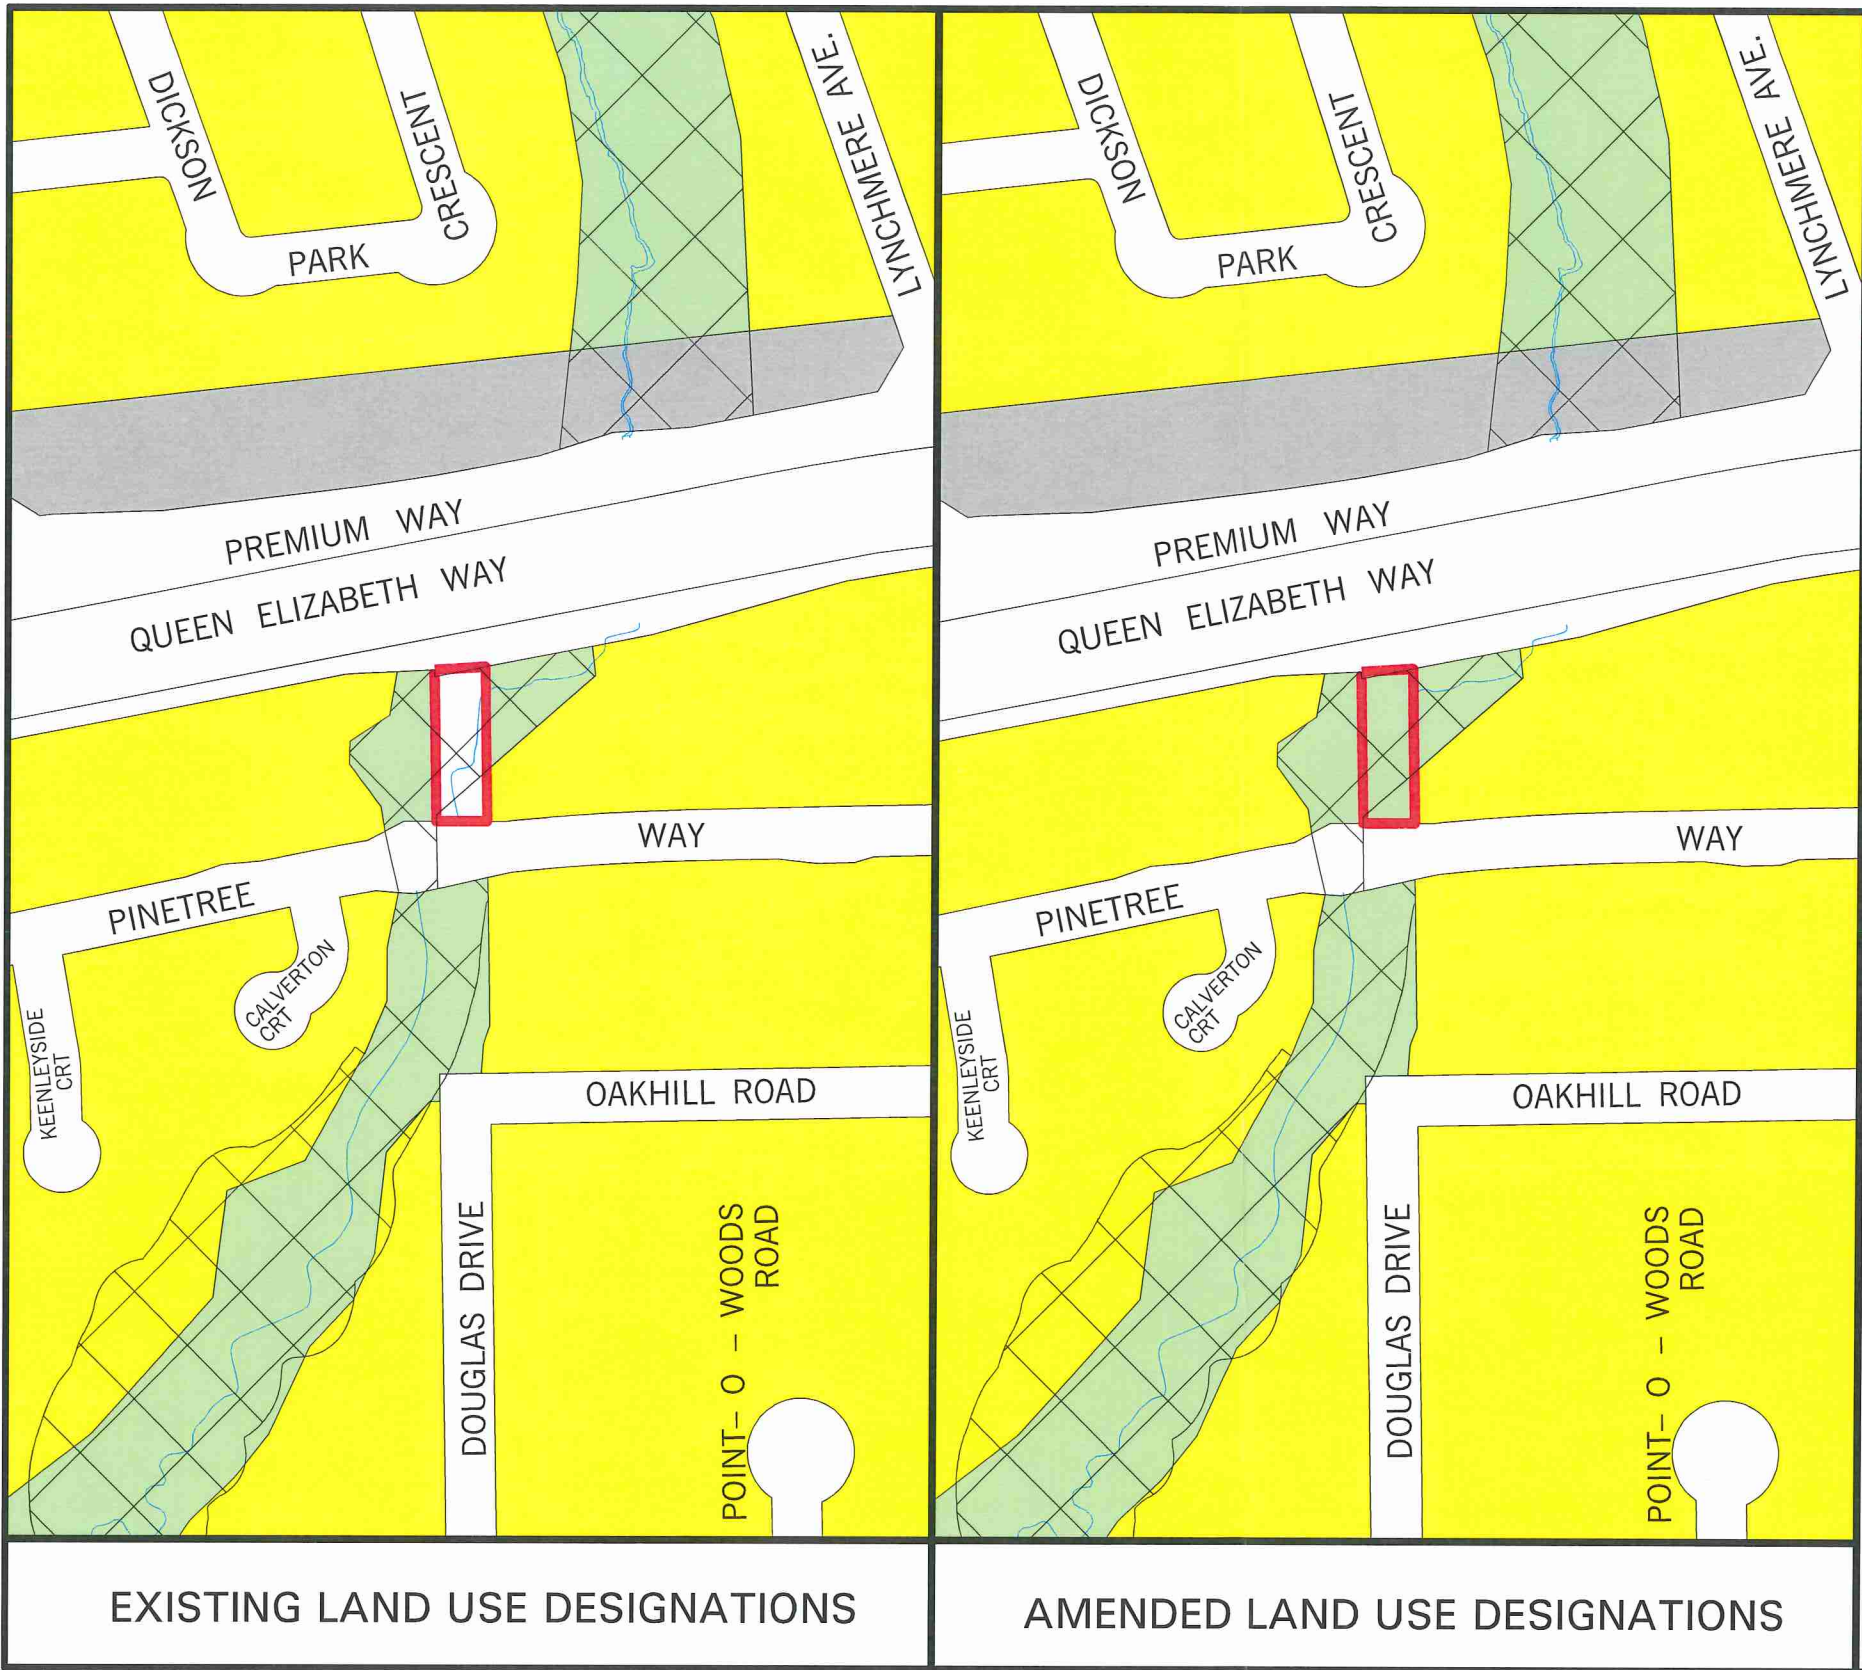 DICKSON
PARK
CRESCENT
LYNCHMERE AVE.
PREMIUM WAY
QUEEN ELIZABETH WAY
WAY
PINETREE
CALVERTON
CRT
KEENLEYSIDE
CRT
OAKHILL ROAD
DOUGLAS DRIVE
POINT- O - WOODS
ROAD
EXISTING LAND USE DESIGNATIONS
DICKSON
PARK
CRESCENT
LYNCHMERE AVE.
PREMIUM WAY
QUEEN ELIZABETH WAY
WAY
PINETREE
CALVERTON
CRT
KEENLEYSIDE
CRT
OAKHILL ROAD
DOUGLAS DRIVE
POINT- O - WOODS
ROAD
AMENDED LAND USE DESIGNATIONS